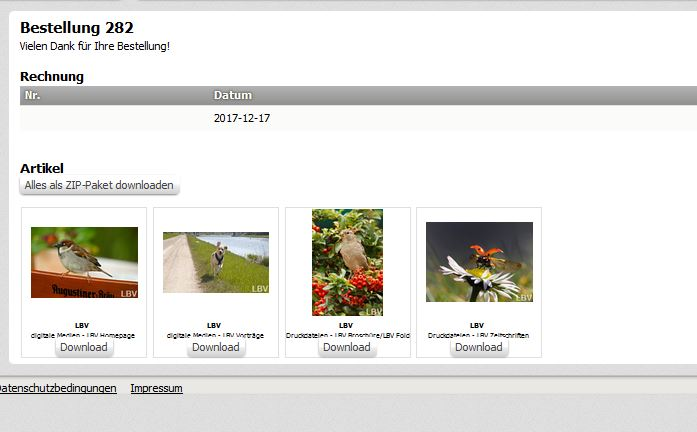 Bestellung 282
Vielen Dank für Ihre Bestellung!
Rechnung
Nr. Datum
2017-12-17
Artikel
Alles als ZIP-Paket downloaden
Augustiner-Bräu
LBV
LBV
LBV
LBV
LBV LBV LBV LBV
digitale Medien - LBV Homepage digitale Medien - LBV Vorträge Druckdateien - LBV Broschüre/LBV Fold Druckdateien - LBV Zeitschriften
Download Download Download Download
Datenschutzbedingungen Impressum